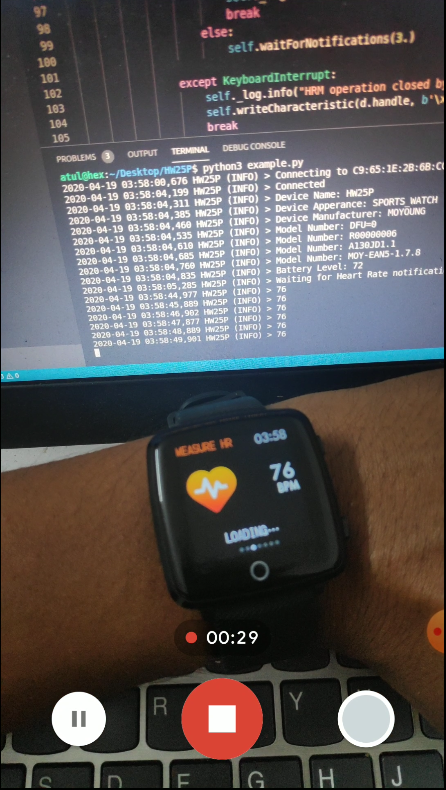 97
98 break
99 else:
100 self.waitForNotifications(3.)
101
102 except KeyboardInterrupt:
103 self._log.info("HRM operation closed by
104 self.writeCharacteristic(d.handle, b'\
105 break
PROBLEMS 3 OUTPUT TERMINAL DEBUG CONSOLE
atul@hex:~/Desktop/HW25P$ python3 example.py
2020-04-19 03:58:00,676 HW25P (INFO) > Connecting to C9:65:1E:2B:6B:C
2020-04-19 03:58:04,199 HW25P (INFO) > Connected
2020-04-19 03:58:04,311 HW25P (INFO) > Device Name: HW25P
2020-04-19 03:58:04,385 HW25P (INFO) > Device Apperance: SPORTS_WATCH
2020-04-19 03:58:04,460 HW25P (INFO) > Device Manufacturer: MOYOUNG
2020-04-19 03:58:04,535 HW25P (INFO) > Model Number: DFU=0
2020-04-19 03:58:04,610 HW25P (INFO) > Model Number: R00000006
2020-04-19 03:58:04,685 HW25P (INFO) > Model Number: A130JD1.1
2020-04-19 03:58:04,760 HW25P (INFO) > Model Number: MOY-EAN5-1.7.8
2020-04-19 03:58:04,835 HW25P (INFO) > Battery Level: 72
2020-04-19 03:58:05,285 HW25P (INFO) > Waiting for Heart Rate notificati
2020-04-19 03:58:44,977 HW25P (INFO) > 76
2020-04-19 03:58:45,889 HW25P (INFO) > 76
2020-04-19 03:58:46,902 HW25P (INFO) > 76
2020-04-19 03:58:47,877 HW25P (INFO) > 76
2020-04-19 03:58:48,889 HW25P (INFO) > 76
2020-04-19 03:58:49,901 HW25P (INFO) > 76
MEASURE HR 03:58
76
BPM
LOADING...
00:29
R Y
S D F G H J